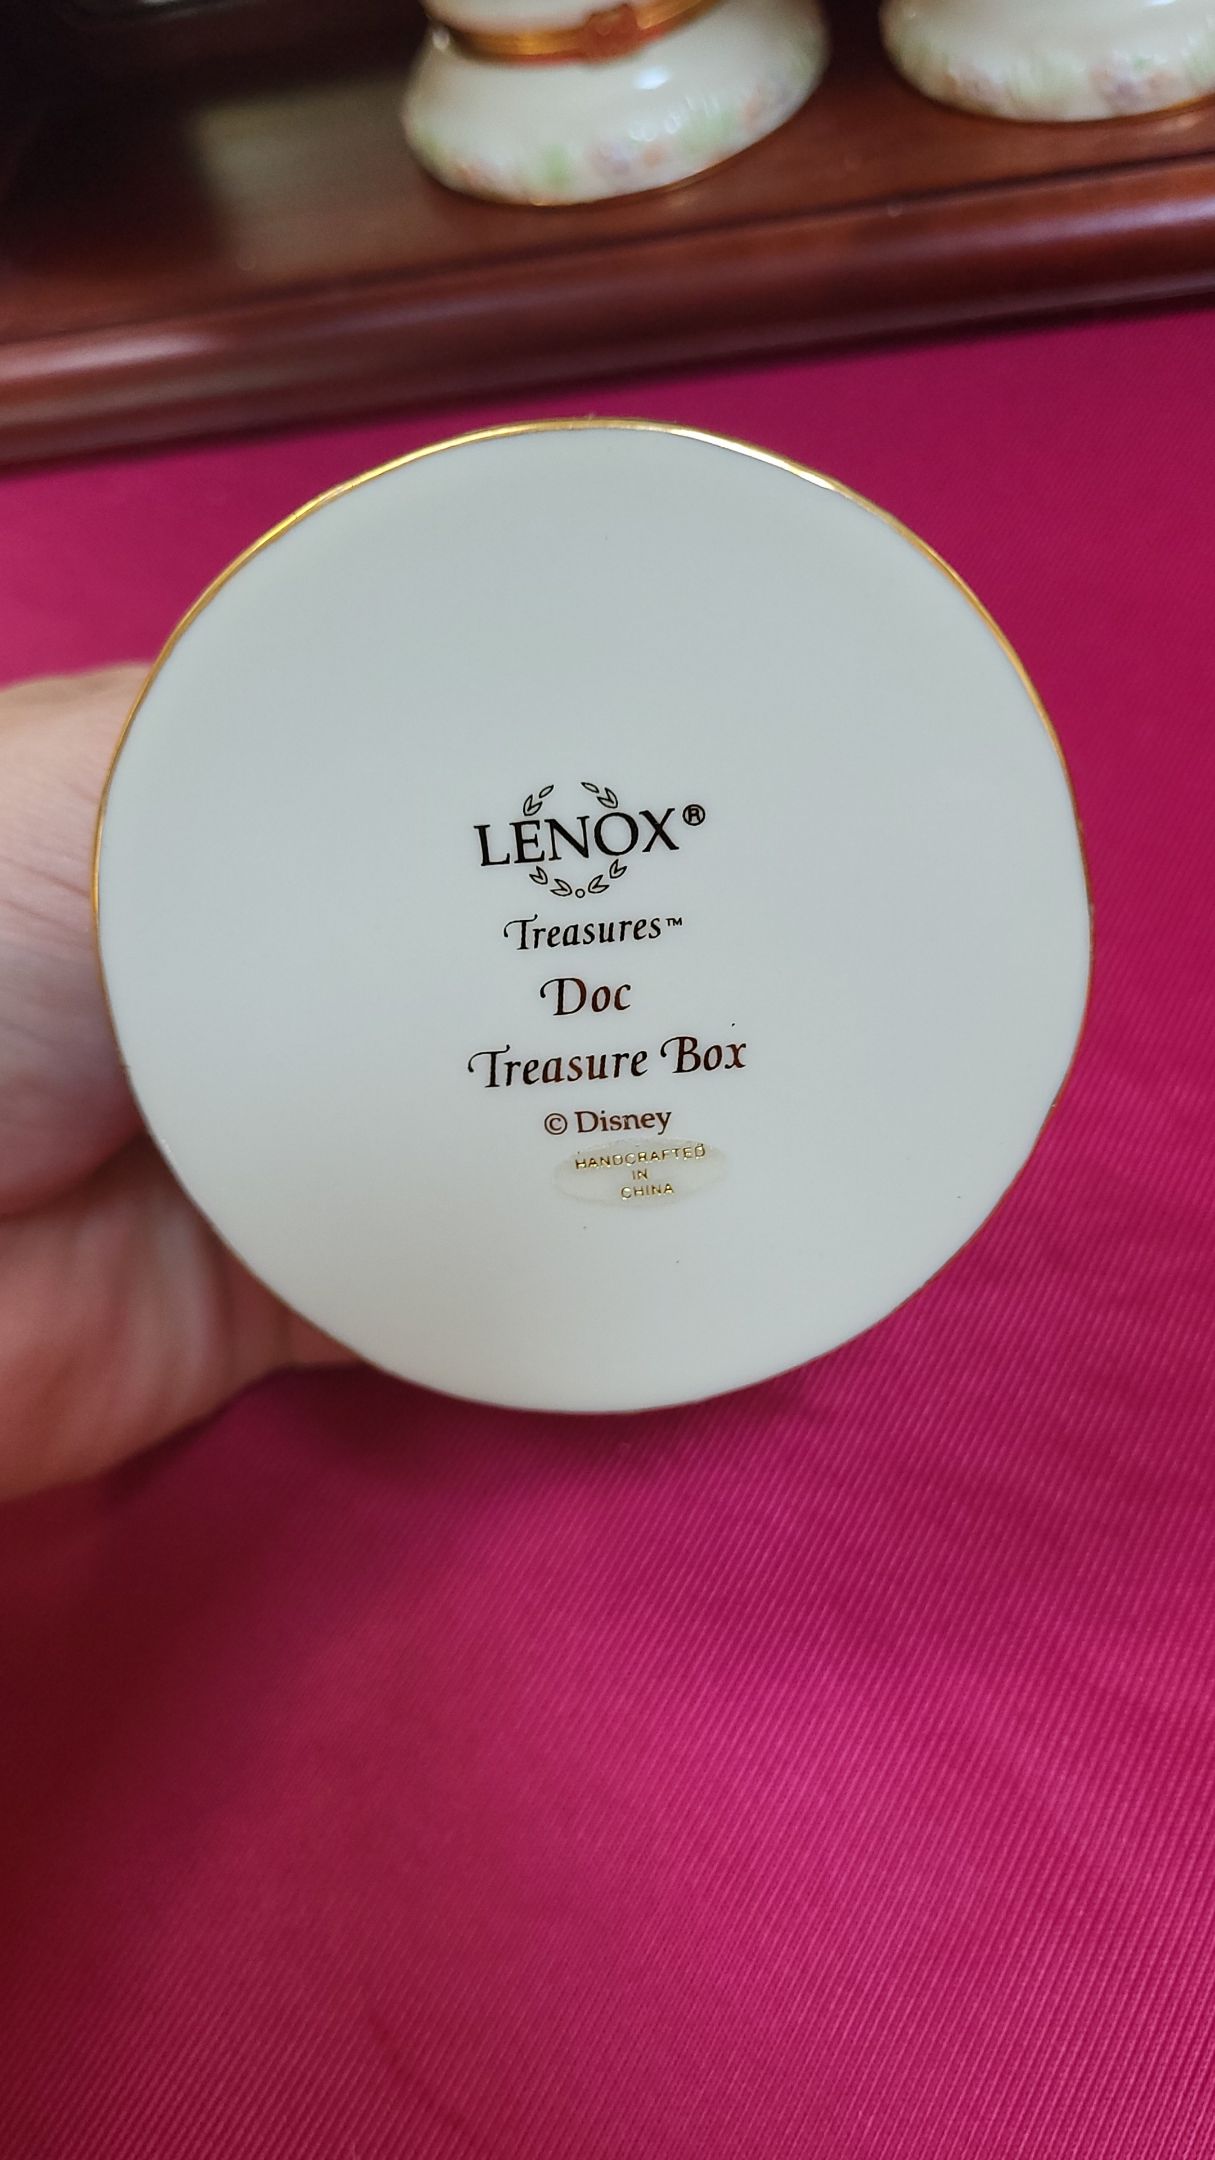 LENOX®
Treasures™
Doc
Treasure Box
© Disney
HANDCRAFTED
IN
CHINA